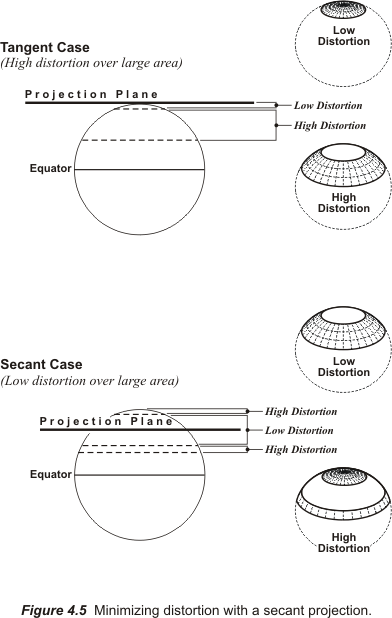 Low
Distortion
Tangent Case
(High distortion over large area)
Projection Plane
Low Distortion
High Distortion
Equator
High
Distortion
Low
Distortion
Secant Case
(Low distortion over large area)
High Distortion
Projection Plane
Low Distortion
High Distortion
Equator
High
Distortion
Figure 4.5 Minimizing distortion with a secant projection.